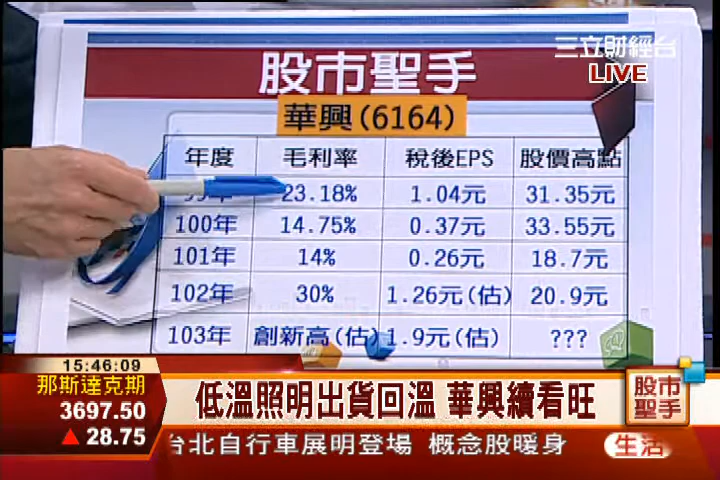 三立財經台
LIVE
股市聖手
華興(6164)
年度 毛利率 稅後EPS 股價高點
99年 23.18% 1.04元 31.35元
100年 14.75% 0.37元 33.55元
101年 14% 0.26元 18.7元
102年 30% 1.26元(估) 20.9元
103年 創新高(估) 1.9元(估) ???
15:46:09
那斯達克期
3697.50
▲ 28.75
低溫照明出貨回溫 華興續看旺
股市聖手
台北自行車展明登場 概念股暖身
生活